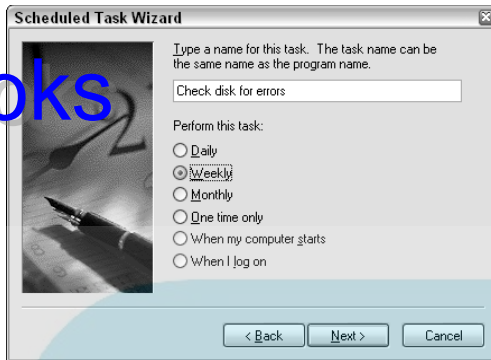 Scheduled Task Wizard
Type a name for this task. The task name can be
the same name as the program name.
oks
Check disk for errors
Perform this task:
Daily
Weekly
Monthly
One time only
When my computer starts
When I log on
< Back Next > Cancel